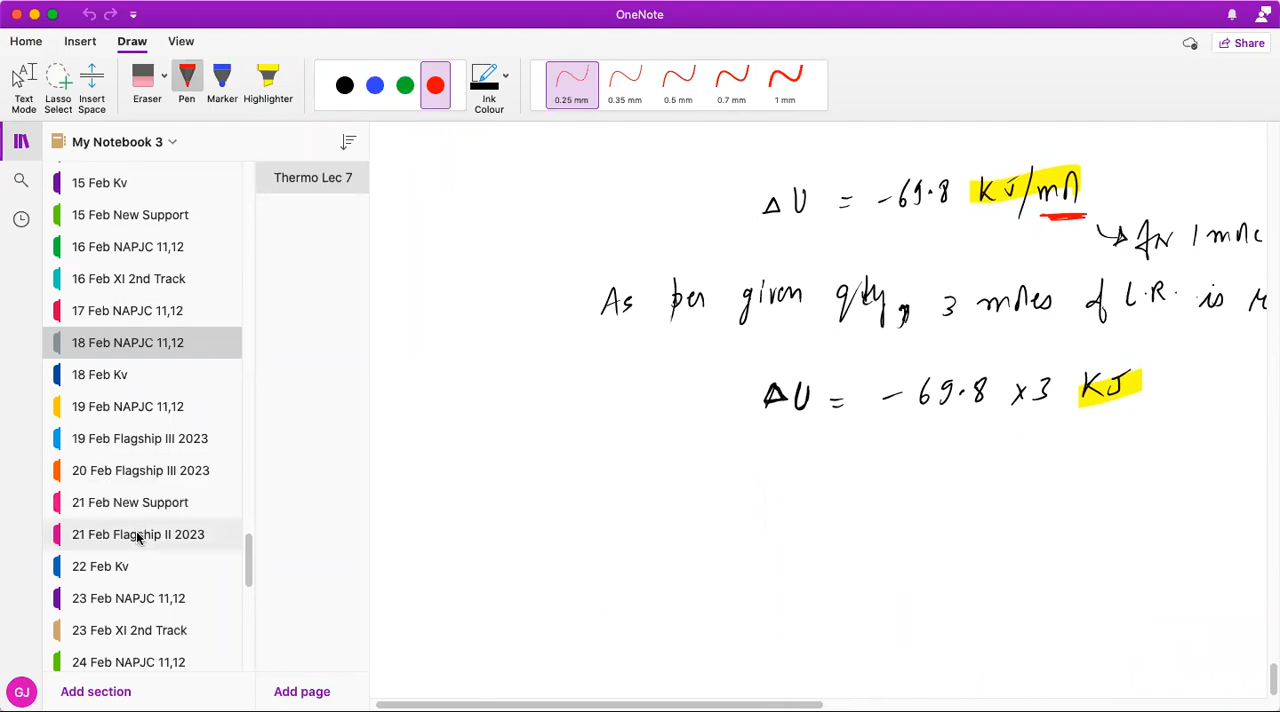 OneNote
Home Insert Draw View
Share
Text Mode
Lasso Select
Insert Space
Eraser
Pen
Marker
Highlighter
Ink Colour
0.25 mm
0.35 mm
0.5 mm
0.7 mm
1 mm
My Notebook 3
15 Feb Kv
15 Feb New Support
16 Feb NAPJC 11,12
16 Feb XI 2nd Track
17 Feb NAPJC 11,12
18 Feb NAPJC 11,12
18 Feb Kv
19 Feb NAPJC 11,12
19 Feb Flagship III 2023
20 Feb Flagship III 2023
21 Feb New Support
21 Feb Flagship II 2023
22 Feb Kv
23 Feb NAPJC 11,12
23 Feb XI 2nd Track
24 Feb NAPJC 11,12
GJ
Add section
Thermo Lec 7
Add page
ΔU = -69.8 KJ/mol
↳ for 1 mole
As per given qty, 3 moles of L.R. is
ΔU = -69.8 x 3 KJ